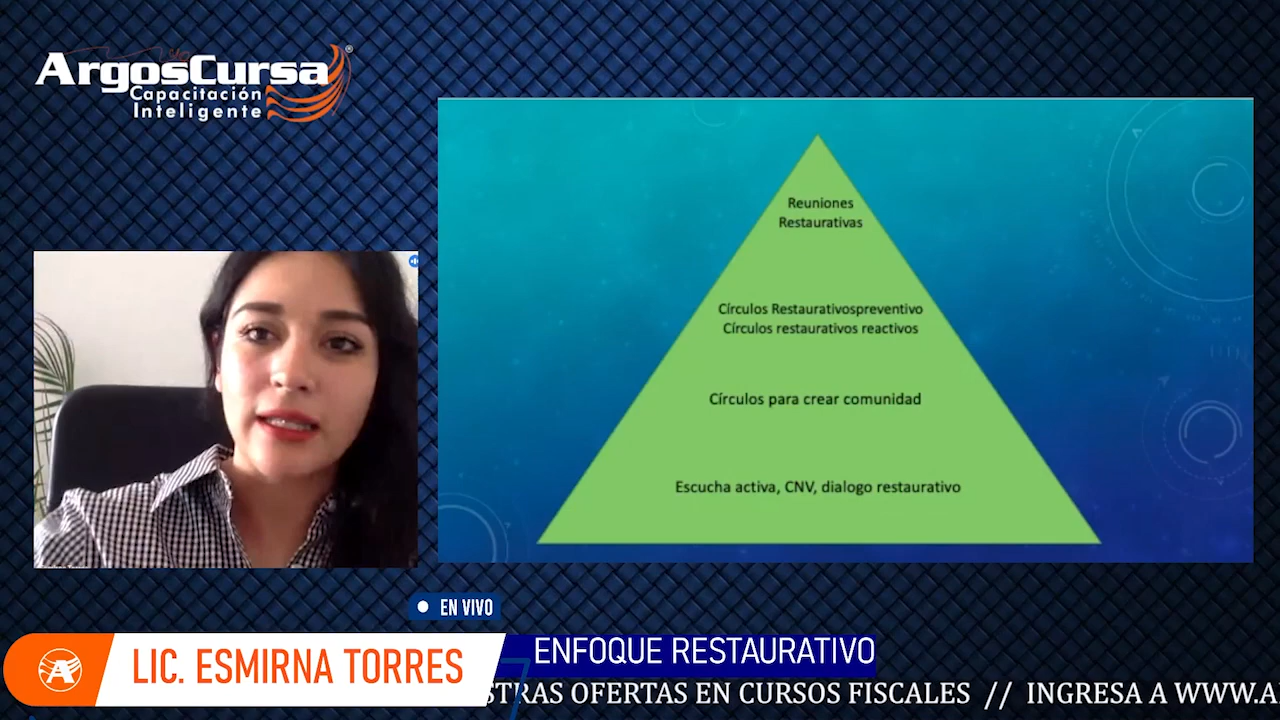 ArgosCursa®
Capacitación
Inteligente
Reuniones
Restaurativas
Círculos Restaurativospreventivo
Círculos restaurativos reactivos
Círculos para crear comunidad
Escucha activa, CNV, dialogo restaurativo
EN VIVO
LIC. ESMIRNA TORRES
ENFOQUE RESTAURATIVO
STRAS OFERTAS EN CURSOS FISCALES // INGRESA A WWW.A